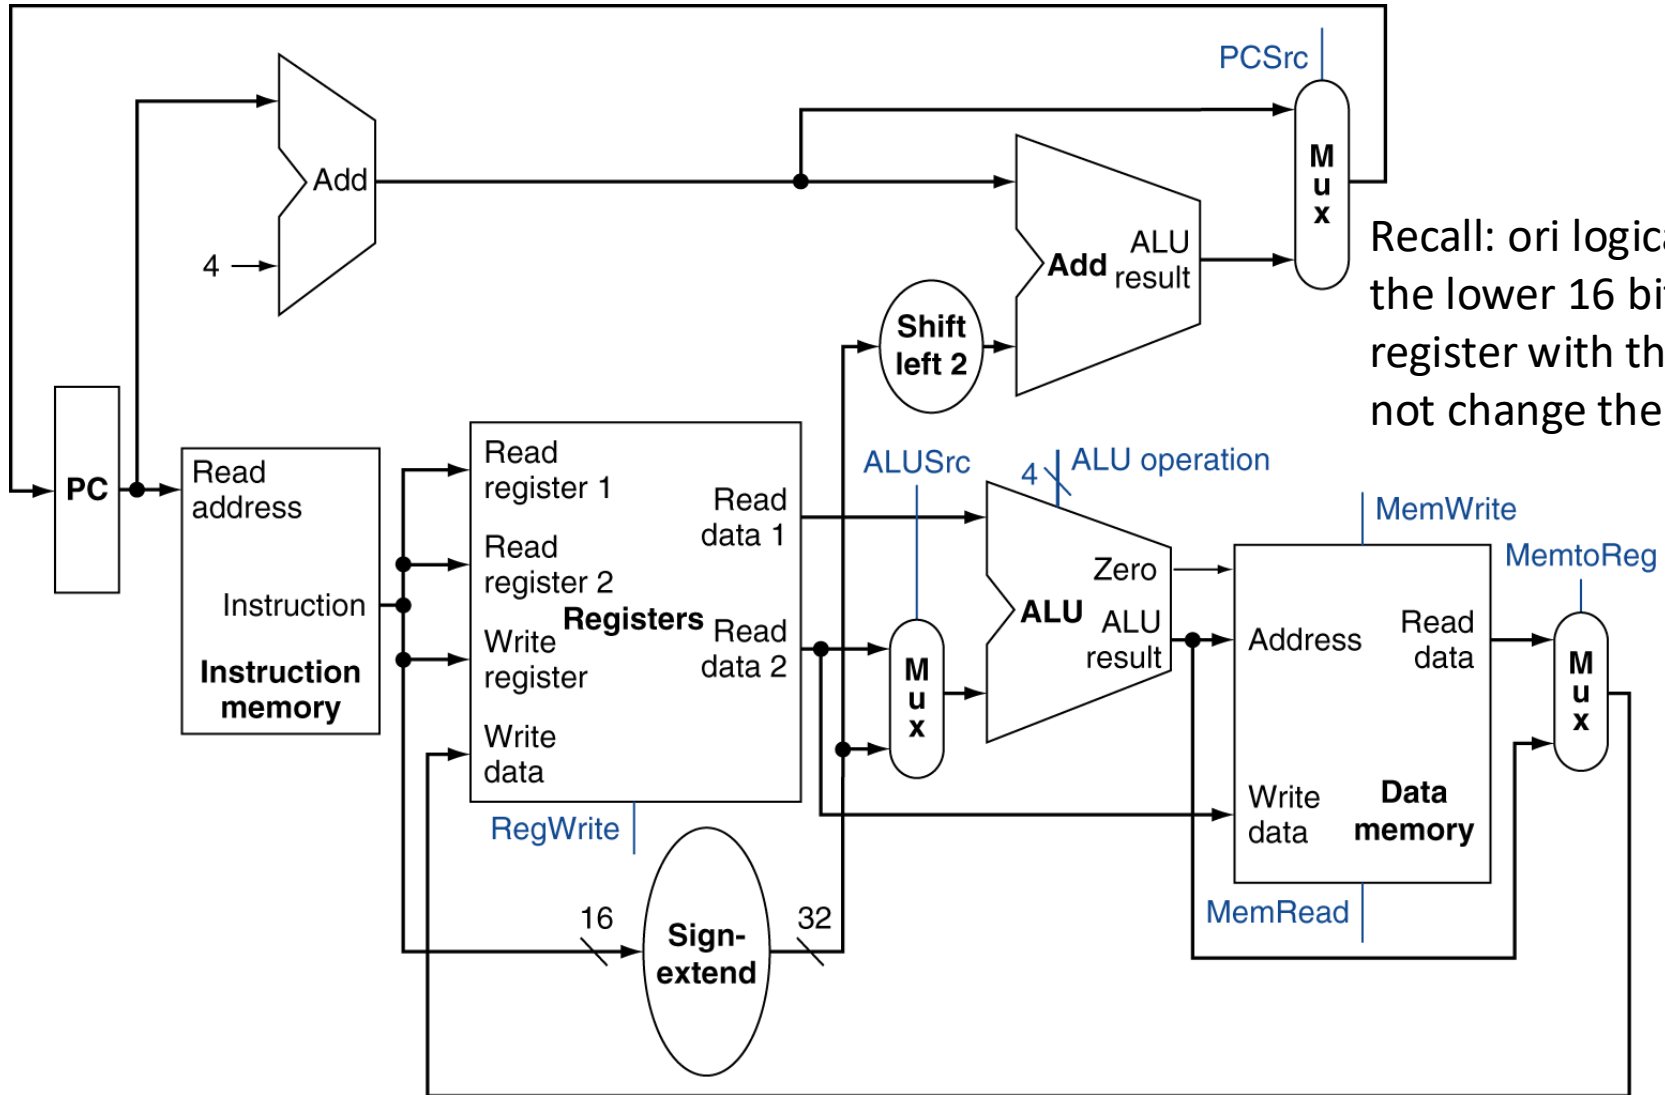 PCSrc
Add
4
M
u
x
ALU
result
Add
Shift
left 2
Recall: ori
the lower 16
register with
not change the
PC
Read
address
Instruction
Instruction
memory
Read
register 1
Read
register 2
Write
register
Write
data
Registers
Read
data 1
Read
data 2
RegWrite
ALUSrc
M
u
x
4
ALU operation
Zero
ALU
ALU
result
MemWrite
MemtoReg
Address
Read
data
Write
data
Data
memory
MemRead
M
u
x
16
Sign-
extend
32